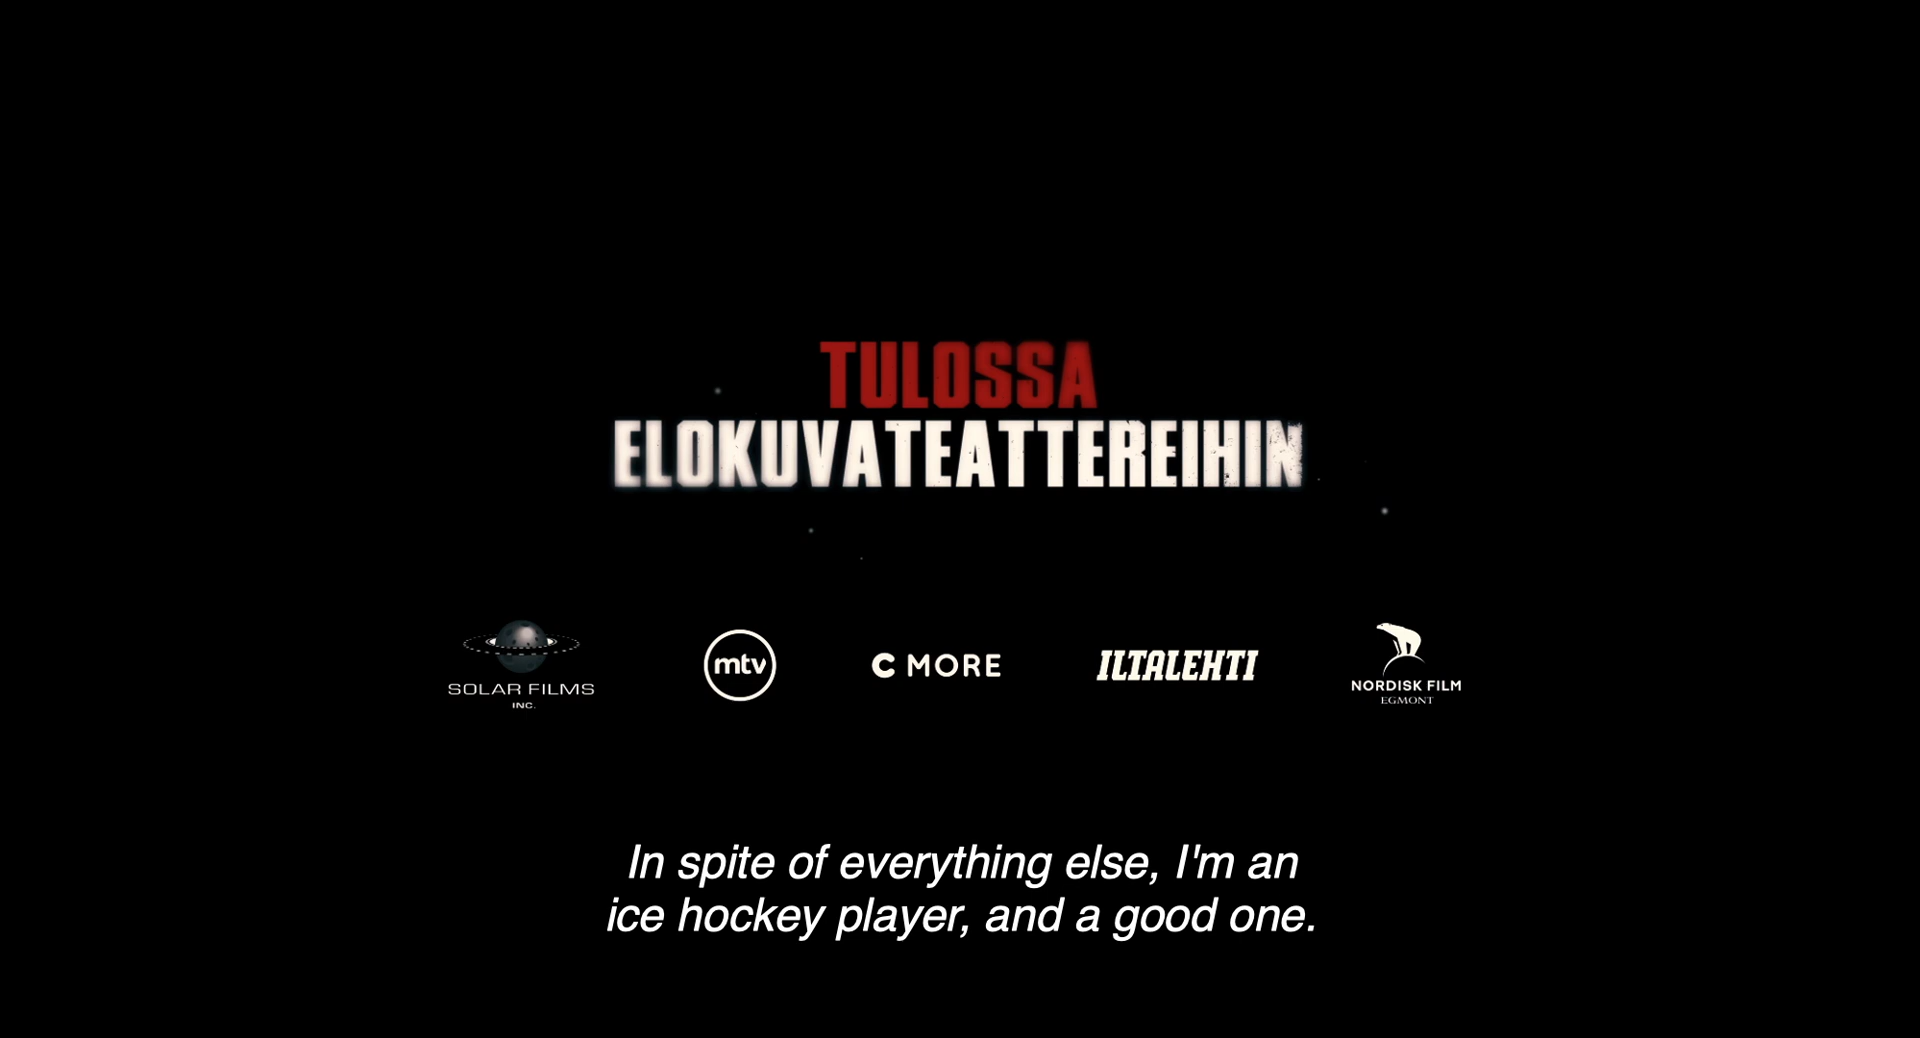 TULOSSA
ELOKUVATEATTEREIHIN
SOLAR FILMS
INC.
mtv
C MORE
ILTALEHTI
NORDISK FILM
EGMONT
In spite of everything else, I'm an
ice hockey player, and a good one.